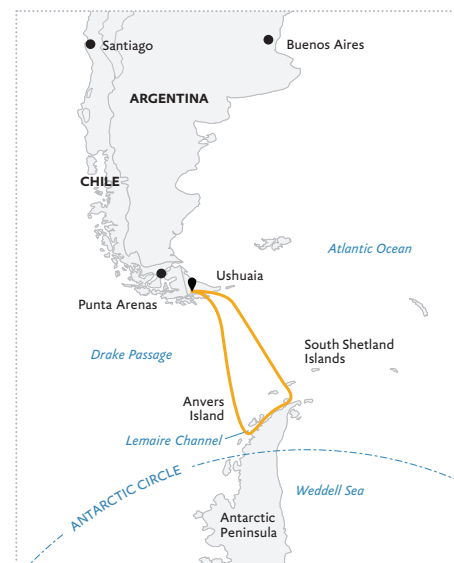 Santiago
Buenos Aires
ARGENTINA
CHILE
Atlantic Ocean
Ushuaia
Punta Arenas
Drake Passage
South Shetland
Islands
Anvers
Island
Lemaire Channel
ANTARCTIC CIRCLE
Weddell Sea
Antarctic
Peninsula